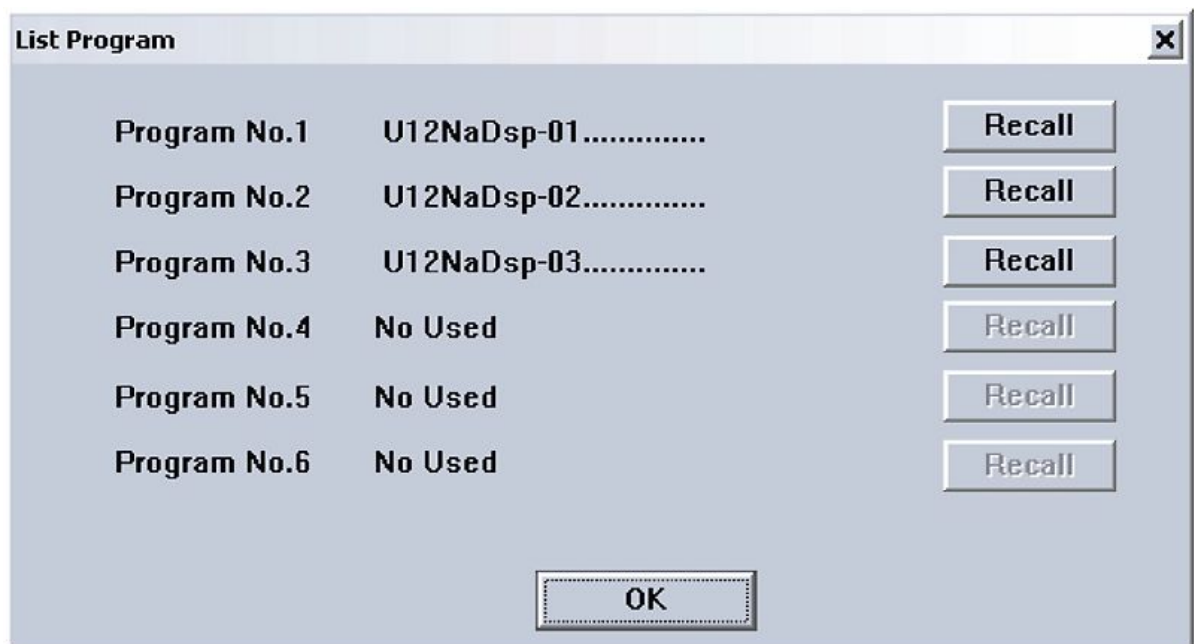 List Program
Program No.1 U12NaDsp-01.............. Recall
Program No.2 U12NaDsp-02.............. Recall
Program No.3 U12NaDsp-03.............. Recall
Program No.4 No Used Recall
Program No.5 No Used Recall
Program No.6 No Used Recall
OK